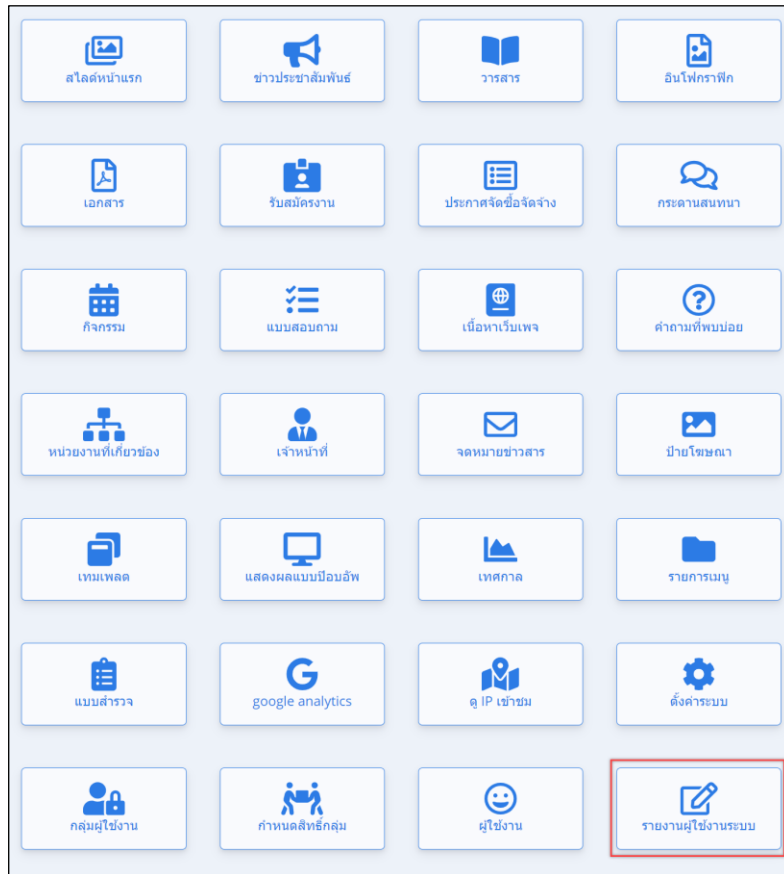 สไลด์หน้าแรก
ข่าวประชาสัมพันธ์
วารสาร
อินโฟกราฟิก
เอกสาร
รับสมัครงาน
ประกาศจัดซื้อจัดจ้าง
กระดานสนทนา
กิจกรรม
แบบสอบถาม
เนื้อหาเว็บเพจ
คำถามที่พบบ่อย
หน่วยงานที่เกี่ยวข้อง
เจ้าหน้าที่
จดหมายข่าวสาร
ป้ายโฆษณา
เทมเพลต
แสดงผลแบบป๊อบอัพ
เทศกาล
รายการเมนู
แบบสำรวจ
google analytics
ดู IP เข้าชม
ตั้งค่าระบบ
กลุ่มผู้ใช้งาน
กำหนดสิทธิ์กลุ่ม
ผู้ใช้งาน
รายงานผู้ใช้งานระบบ